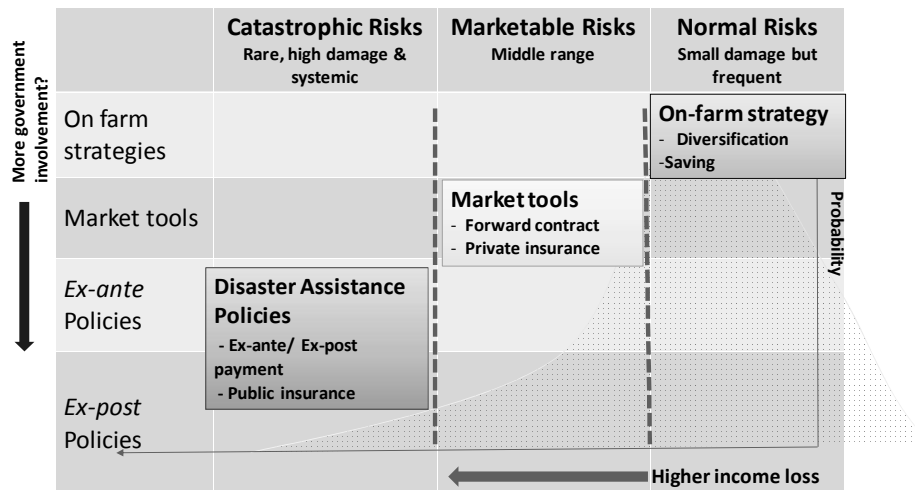 Catastrophic Risks
Rare, high damage &
systemic
Marketable Risks
Middle range
Normal Risks
Small damage but
frequent
More government
involvement?
On farm
strategies
On-farm strategy
- Diversification
-Saving
Market tools
Market tools
- Forward contract
- Private insurance
Probability
Ex-ante
Policies
Disaster Assistance
Policies
- Ex-ante/ Ex-post
payment
- Public insurance
Ex-post
Policies
Higher income loss